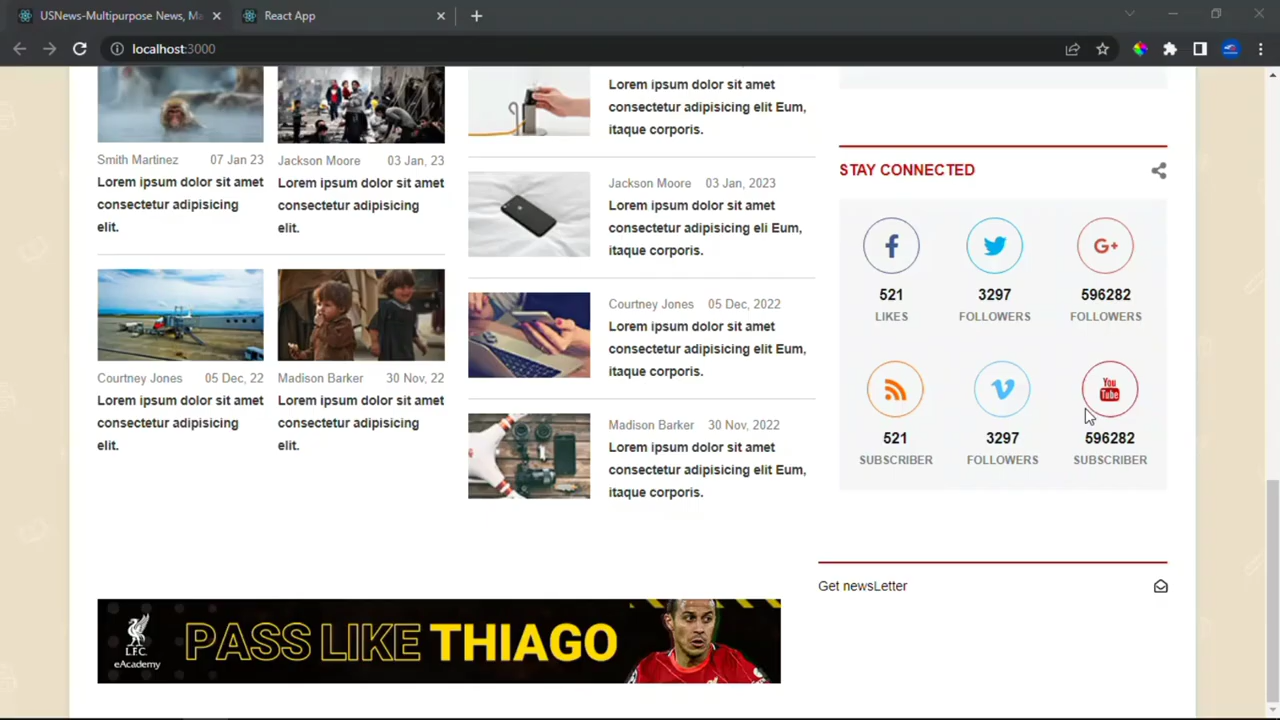 USNews-Multipurpose News, Ma
React App
localhost:3000
Smith Martinez 07 Jan 23
Lorem ipsum dolor sit amet
consectetur adipisicing
elit.
Jackson Moore 03 Jan, 23
Lorem ipsum dolor sit amet
consectetur adipisicing
elit.
Courtney Jones 05 Dec, 22
Lorem ipsum dolor sit amet
consectetur adipisicing
elit.
Madison Barker 30 Nov, 22
Lorem ipsum dolor sit amet
consectetur adipisicing
elit.
Lorem ipsum dolor sit amet
consectetur adipisicing elit Eum,
itaque corporis.
Jackson Moore 03 Jan, 2023
Lorem ipsum dolor sit amet
consectetur adipisicing eli Eum,
itaque corporis.
Courtney Jones 05 Dec, 2022
Lorem ipsum dolor sit amet
consectetur adipisicing elit Eum,
itaque corporis.
Madison Barker 30 Nov, 2022
Lorem ipsum dolor sit amet
consectetur adipisicing elit Eum,
itaque corporis.
STAY CONNECTED
G+
521
LIKES
3297
FOLLOWERS
596282
FOLLOWERS
You
Tube
521
SUBSCRIBER
3297
FOLLOWERS
596282
SUBSCRIBER
Get newsLetter
L.F.C.
eAcademy
PASS LIKE THIAGO